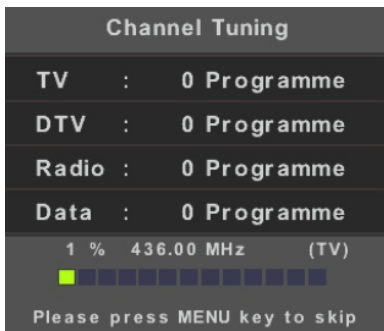 Channel Tuning
TV : 0 Programme
DTV : 0 Programme
Radio : 0 Programme
Data : 0 Programme
1 % 436.00 MHz (TV)
Please press MENU key to skip